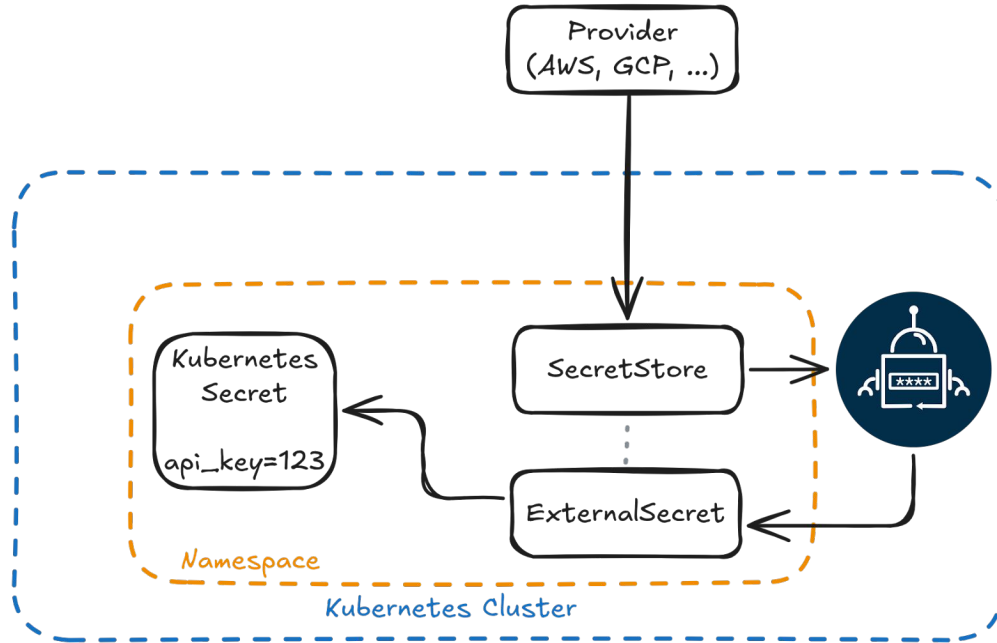 Provider
(AWS, GCP, ...)
Kubernetes
Secret
api_key=123
SecretStore
****
ExternalSecret
Namespace
Kubernetes Cluster